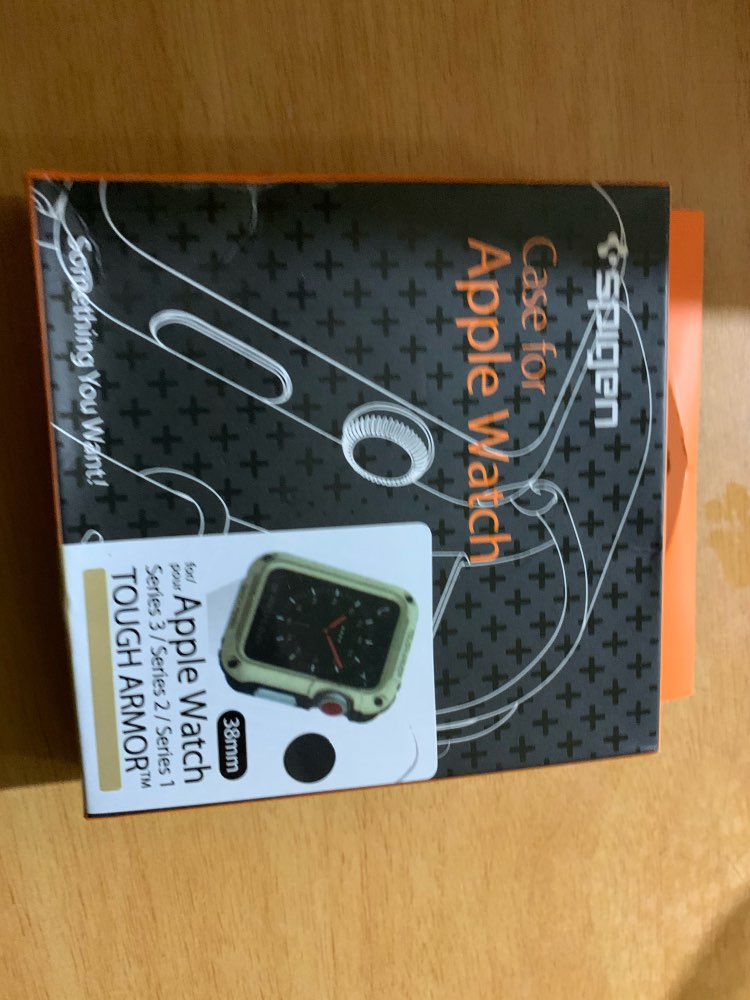 spigen
Case for
Apple Watch
Something You Want!
38mm
for/
pour
Apple Watch
Series 3 / Series 2 / Series 1
TOUGH ARMOR™